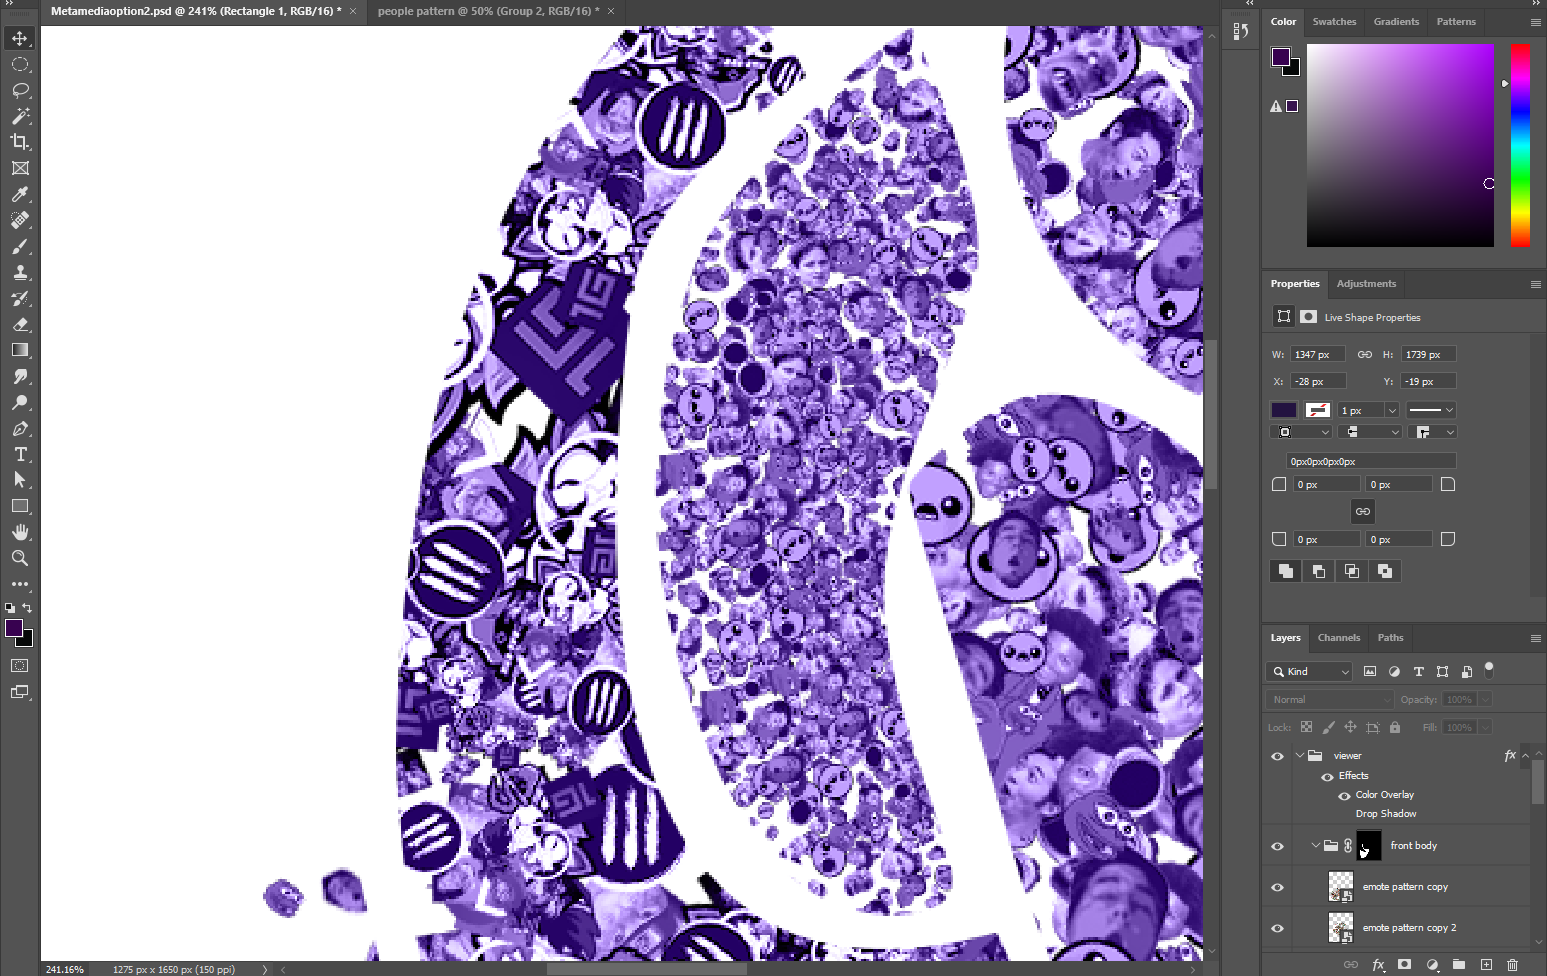 Metamediaoption2.psd @ 241% (Rectangle 1, RGB/16) * ×
people pattern @ 50% (Group 2, RGB/16) * ×
Color Swatches Gradients Patterns
Properties Adjustments
Live Shape Properties
W: 1347 px H: 1739 px
X: -28 px Y: -19 px
1 px
0px0px0px0px
0 px 0 px
0 px 0 px
Layers Channels Paths
Kind
Normal Opacity: 100%
Lock: Fill: 100%
viewer fx
Effects
Color Overlay
Drop Shadow
front body
emote pattern copy
emote pattern copy 2
241.16% 1275 px x 1650 px (150 ppi)
fx